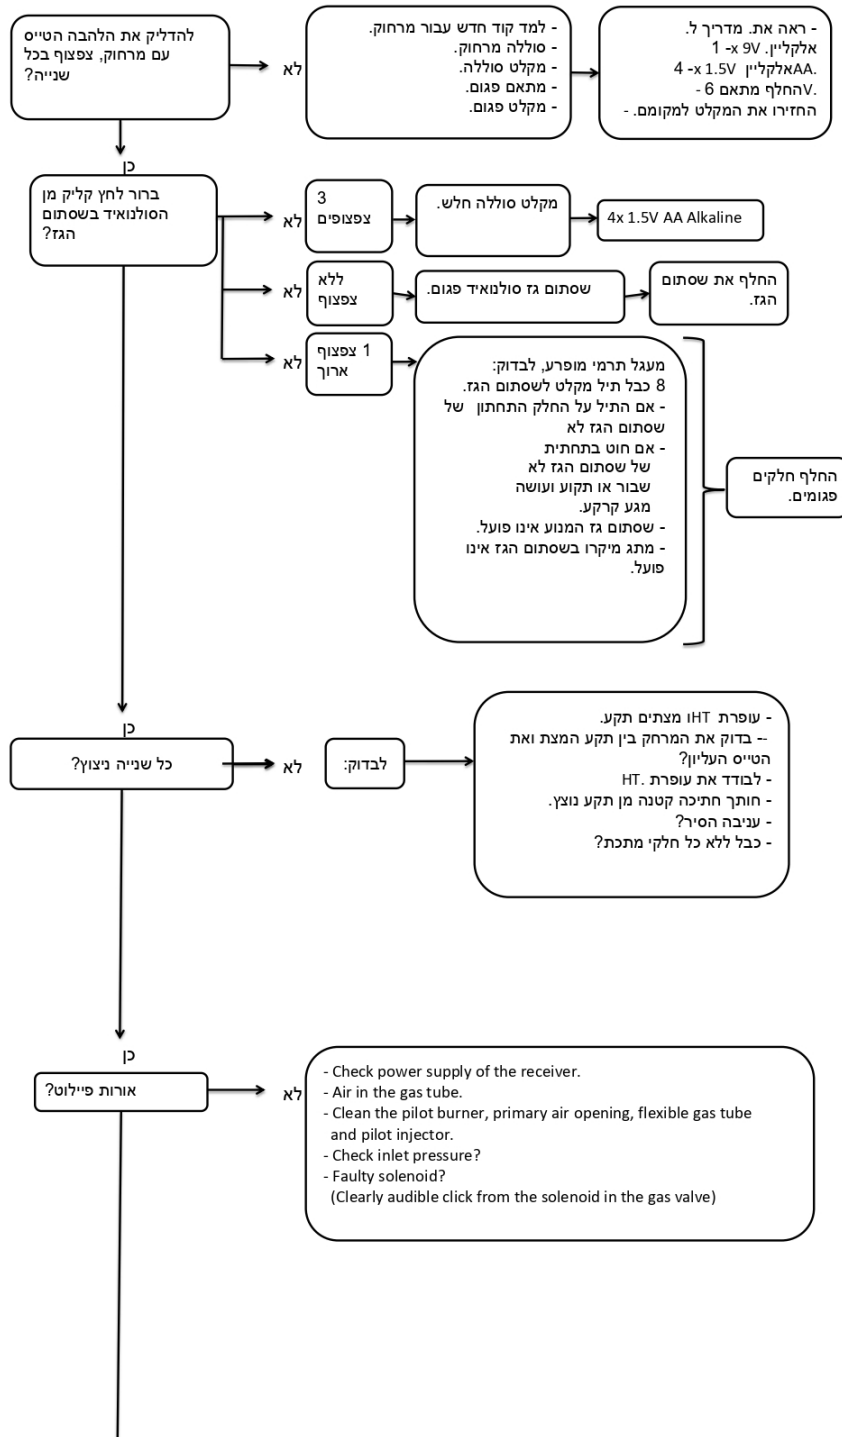 להדליק את הלהבה הטייס
עם מרחוק, צפצוף בכל
שנייה?
לא
- למד קוד חדש עבור מרחוק.
- סוללה מרחוק.
- מקלט סוללה.
- מתאם פגום.
- מקלט פגום.
- ראה את. מדריך ל.
אלקליין. 9V x- 1
.AAאלקליין 1.5V x- 4
.Vהחלף מתאם 6 -
החזירו את המקלט למקומם. -
כן
ברור לחץ קליק מן
הסולנואיד בשסתום
הגז?
לא
3
צפצופים
מקלט סוללה חלש.
4x 1.5V AA Alkaline
לא
ללא
צפצוף
שסתום גז סולנואיד פגום.
החלף את שסתום
הגז.
לא
1 צפצוף
ארוך
מעגל תרמי מופרע, לבדוק:
8 כבל תיל מקלט לשסתום הגז.
- אם התיל על החלק התחתון של
שסתום הגז לא
- אם חוט בתחתית
של שסתום הגז לא
שבור או תקוע ועושה
מגע קרקע.
- שסתום גז המנוע אינו פועל.
- מתג מיקרו בשסתום הגז אינו
פועל.
החלף חלקים
פגומים.
כן
כל שנייה ניצוץ?
לא
לבדוק:
- עופרת HTו מצתים תקע.
-- בדוק את המרחק בין תקע המצת ואת
הטייס העליון?
- לבודד את עופרת .HT
- חותך חתיכה קטנה מן תקע נוצץ.
- עניבה הסיר?
- כבל ללא כל חלקי מתכת?
כן
אורות פיילוט?
לא
- Check power supply of the receiver.
- Air in the gas tube.
- Clean the pilot burner, primary air opening, flexible gas tube
and pilot injector.
- Check inlet pressure?
- Faulty solenoid?
(Clearly audible click from the solenoid in the gas valve)